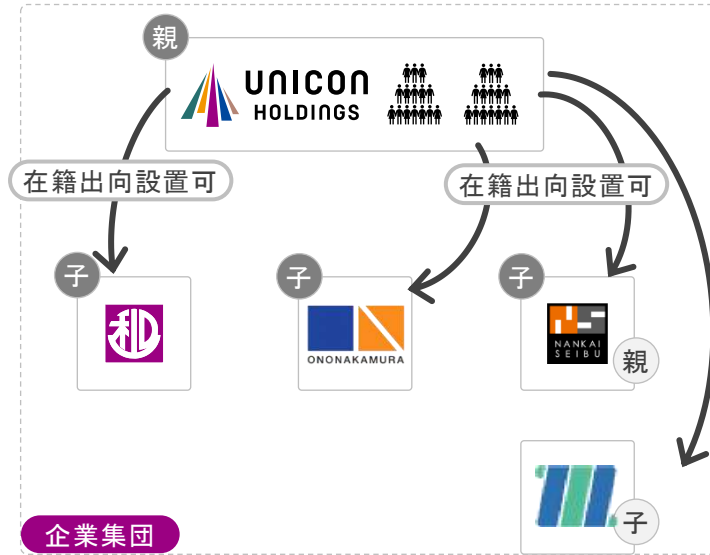 親
UNICON
HOLDINGS
在籍出向設置可
在籍出向設置可
子
子
子
ONONAKAMURA
NS
NANKAI
SEIBU
親
子
企業集団